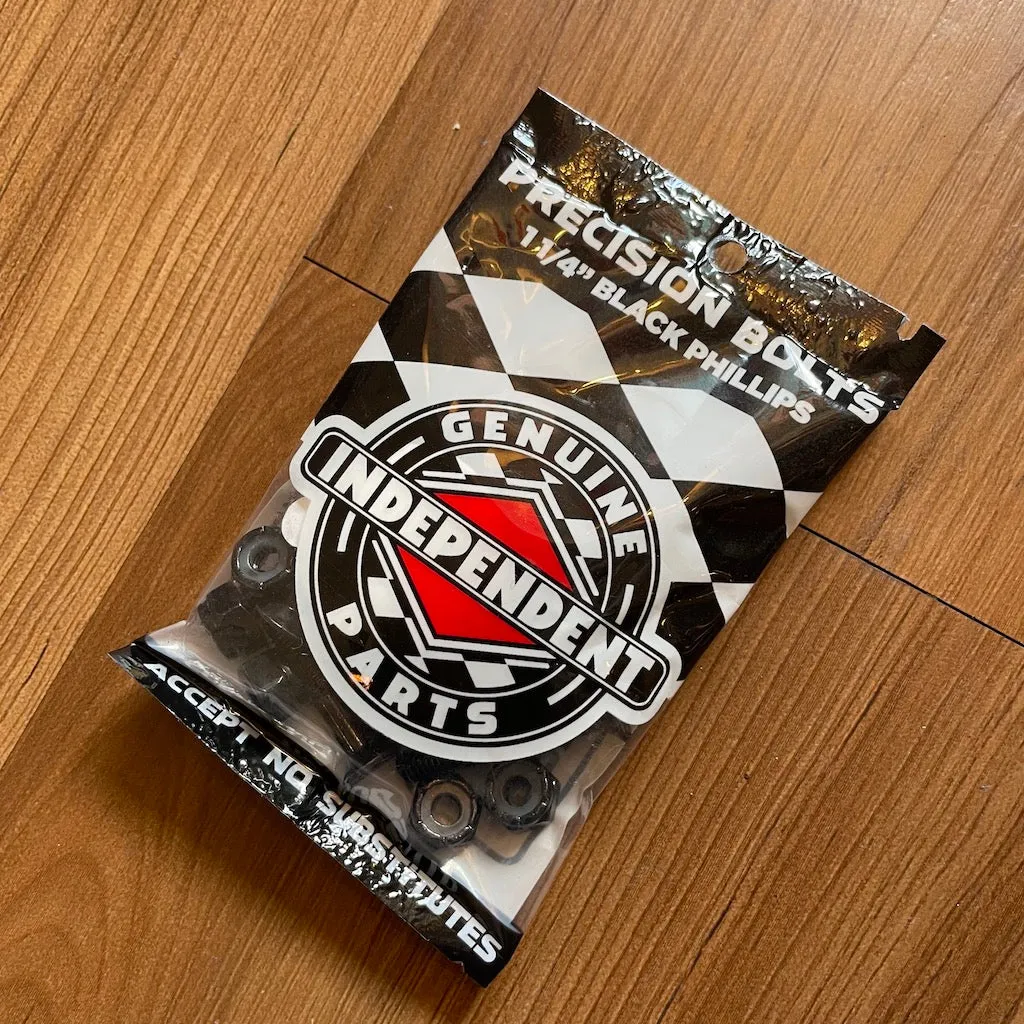 PRECISION BOLTS
1 1/4" BLACK PHILLIPS
GENUINE
INDEPENDENT
PARTS
ACCEPT NO SUBSTITUTES